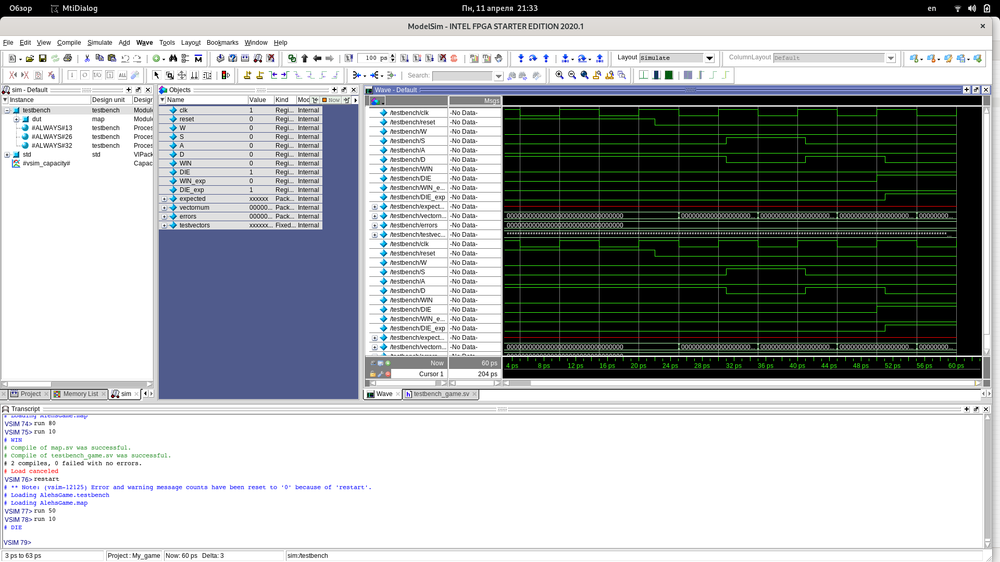 Обзор
MtiDialog
Пн, 11 апреля 21:33
en
ModelSim - INTEL FPGA STARTER EDITION 2020.1
File Edit View Compile Simulate Add Wave Tools Layout Bookmarks Window Help
100 ps
Layout Simulate
ColumnLayout Default
Search:
sim - Default
Instance Design unit Design
testbench testbench Module
dut map Module
#ALWAYS#13 testbench Proces
#ALWAYS#26 testbench Proces
#ALWAYS#32 testbench Proces
std std VlPack
#vsim_capacity# Capac
Project
Memory List
sim
Objects
Name Value Kind Mod Now
clk 1 Regi... Internal
reset 0 Regi... Internal
W 0 Regi... Internal
S 0 Regi... Internal
A 0 Regi... Internal
D 0 Regi... Internal
WIN 0 Regi... Internal
DIE 1 Regi... Internal
WIN_exp 0 Regi... Internal
DIE_exp 1 Regi... Internal
expected xxxxxx Pack... Internal
vectornum 00000... Pack... Internal
errors 00000... Pack... Internal
testvectors xxxxxx... Fixed... Internal
Wave - Default
Msgs
/testbench/clk -No Data-
/testbench/reset -No Data-
/testbench/W -No Data-
/testbench/S -No Data-
/testbench/A -No Data-
/testbench/D -No Data-
/testbench/WIN -No Data-
/testbench/DIE -No Data-
/testbench/WIN_e... -No Data-
/testbench/DIE_exp -No Data-
/testbench/expect... -No Data-
/testbench/vectorn... -No Data- 00000000000000000000000000000000 00000000000000000000... 00000000000000000000... 00000000000000000000... 00000000...
/testbench/errors -No Data- 00000000000000000000000000000000
/testbench/testvec... -No Data-
/testbench/clk -No Data-
/testbench/reset -No Data-
/testbench/W -No Data-
/testbench/S -No Data-
/testbench/A -No Data-
/testbench/D -No Data-
/testbench/WIN -No Data-
/testbench/DIE -No Data-
/testbench/WIN_e... -No Data-
/testbench/DIE_exp -No Data-
/testbench/expect... -No Data-
/testbench/vectorn... -No Data- 00000000000000000000000000000000 00000000000000000000... 00000000000000000000... 00000000000000000000... 00000000...
Now 60 ps
Cursor 1 204 ps
4 ps 8 ps 12 ps 16 ps 20 ps 24 ps 28 ps 32 ps 36 ps 40 ps 44 ps 48 ps 52 ps 56 ps 60 ps
Wave
testbench_game.sv
Transcript
# Loading AlehsGame.map
VSIM 74> run 80
VSIM 75> run 10
# WIN
# Compile of map.sv was successful.
# Compile of testbench_game.sv was successful.
# 2 compiles, 0 failed with no errors.
# Load canceled
VSIM 76> restart
# ** Note: (vsim-12125) Error and warning message counts have been reset to '0' because of 'restart'.
# Loading AlehsGame.testbench
# Loading AlehsGame.map
VSIM 77> run 50
VSIM 78> run 10
# DIE
VSIM 79>
3 ps to 63 ps
Project : My_game
Now: 60 ps Delta: 3
sim:/testbench